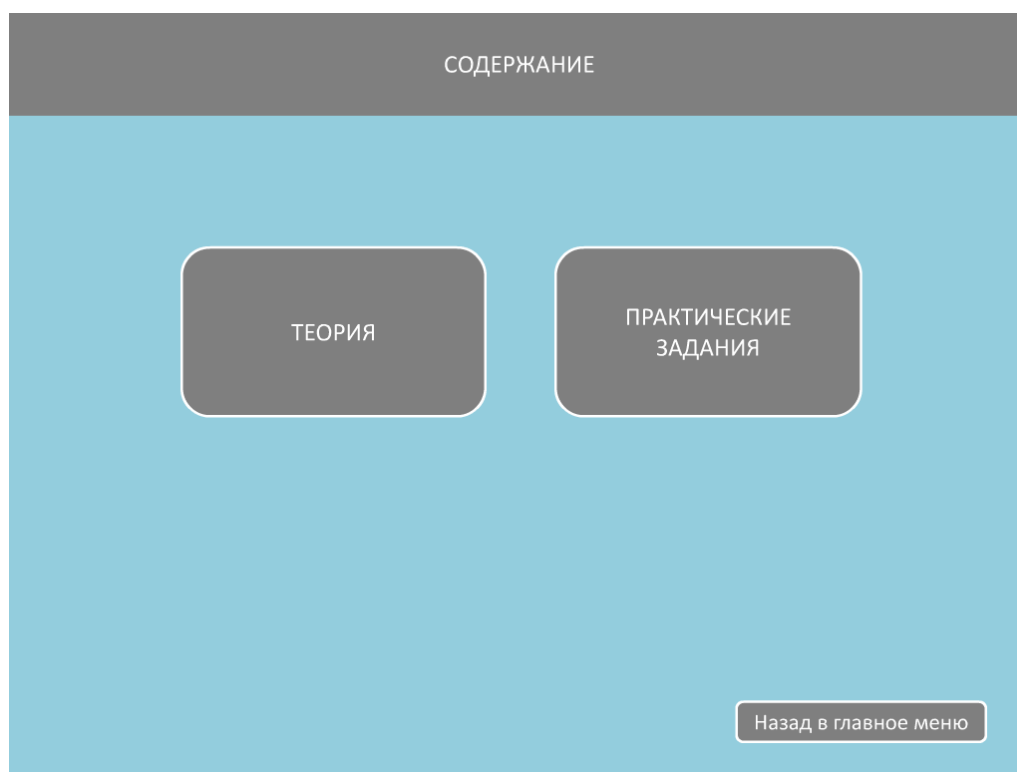 СОДЕРЖАНИЕ
ТЕОРИЯ
ПРАКТИЧЕСКИЕ
ЗАДАНИЯ
Назад в главное меню